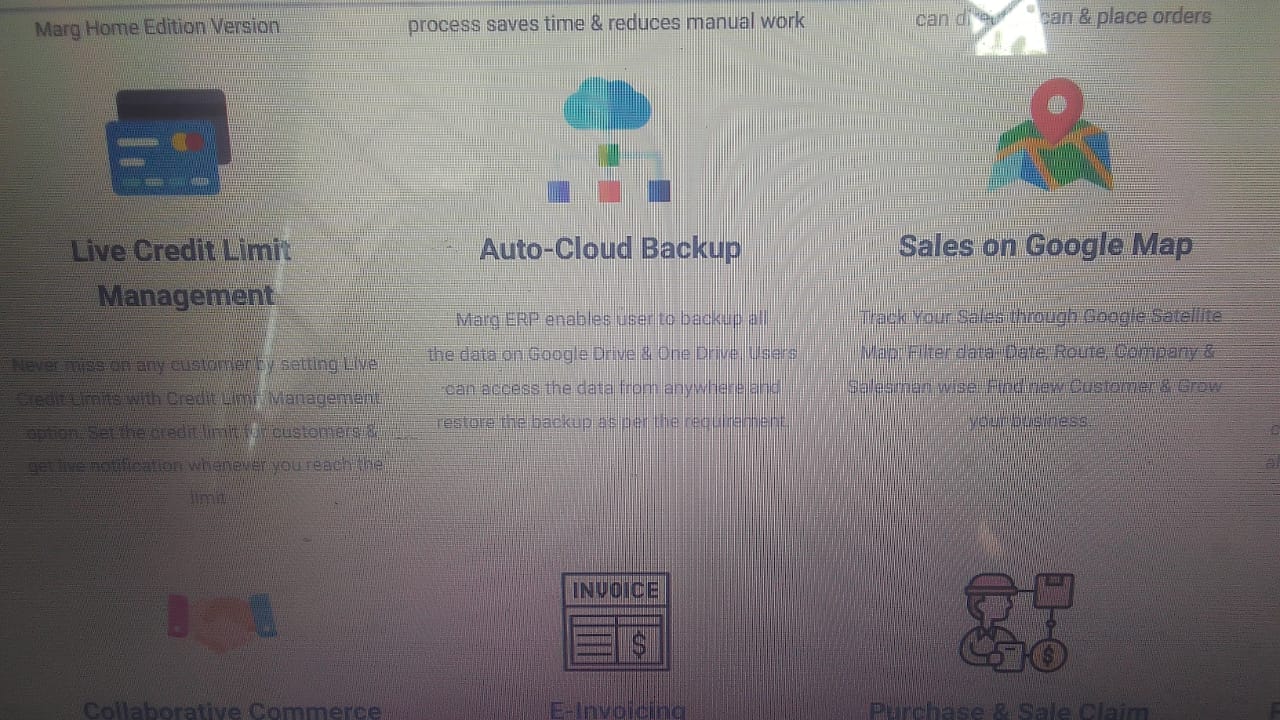 Marg Home Edition Version
process saves time & reduces manual work
can & place orders
Live Credit Limit
Management
Never miss on any customer by setting Live
Credit Limits with Credit Limit Management
option. Set the credit limit for customers &
get live notification whenever you reach the
limit
Auto-Cloud Backup
Marg ERP enables user to backup all
the data on Google Drive & One Drive. Users
can access the data from anywhere and
restore the backup as per the requirement.
Sales on Google Map
Track Your Sales through Google Satellite
Map, Filter data- Date, Route, Company &
Salesman wise. Find new Customer & Grow
your business.
Collaborative Commerce
INVOICE
$
E-Invoicing
$
Purchase & Sale Claim